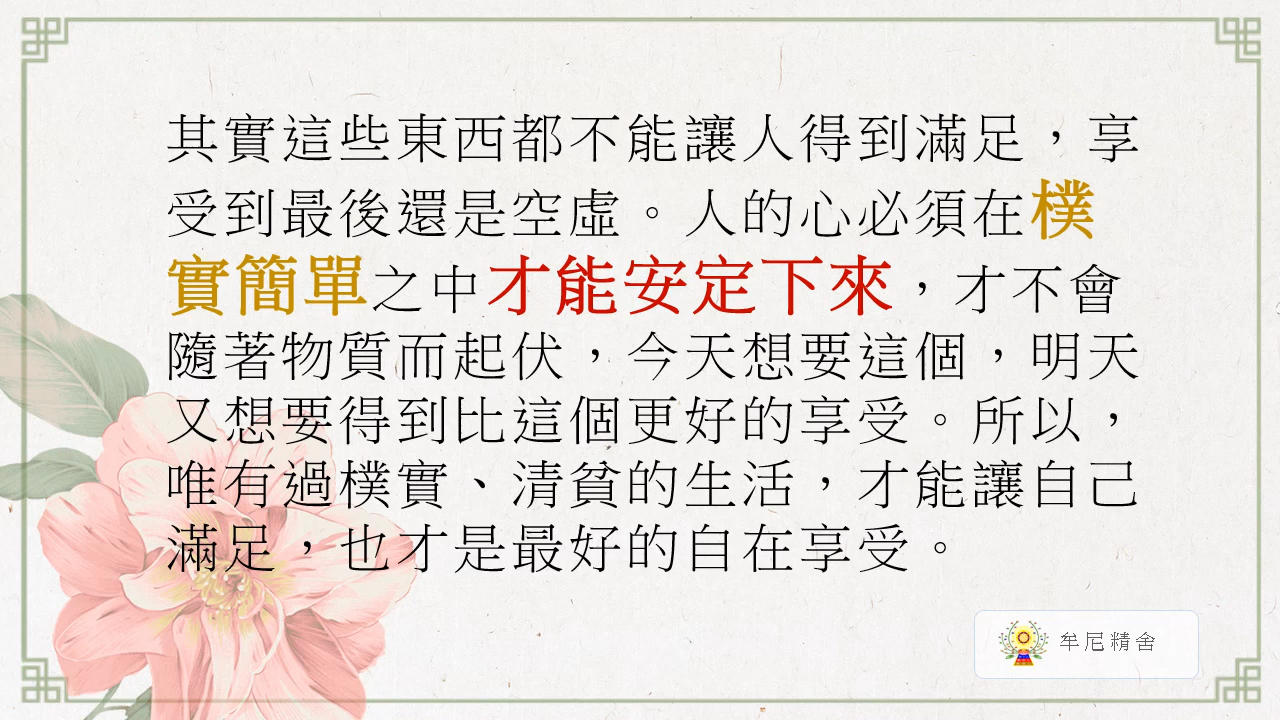 其實這些東西都不能讓人得到滿足，享
受到最後還是空虛。人的心必須在樸
實簡單之中才能安定下來，才不會
隨著物質而起伏，今天想要這個，明天
又想要得到比這個更好的享受。所以，
唯有過樸實、清貧的生活，才能讓自己
滿足，也才是最好的自在享受。
牟尼精舍